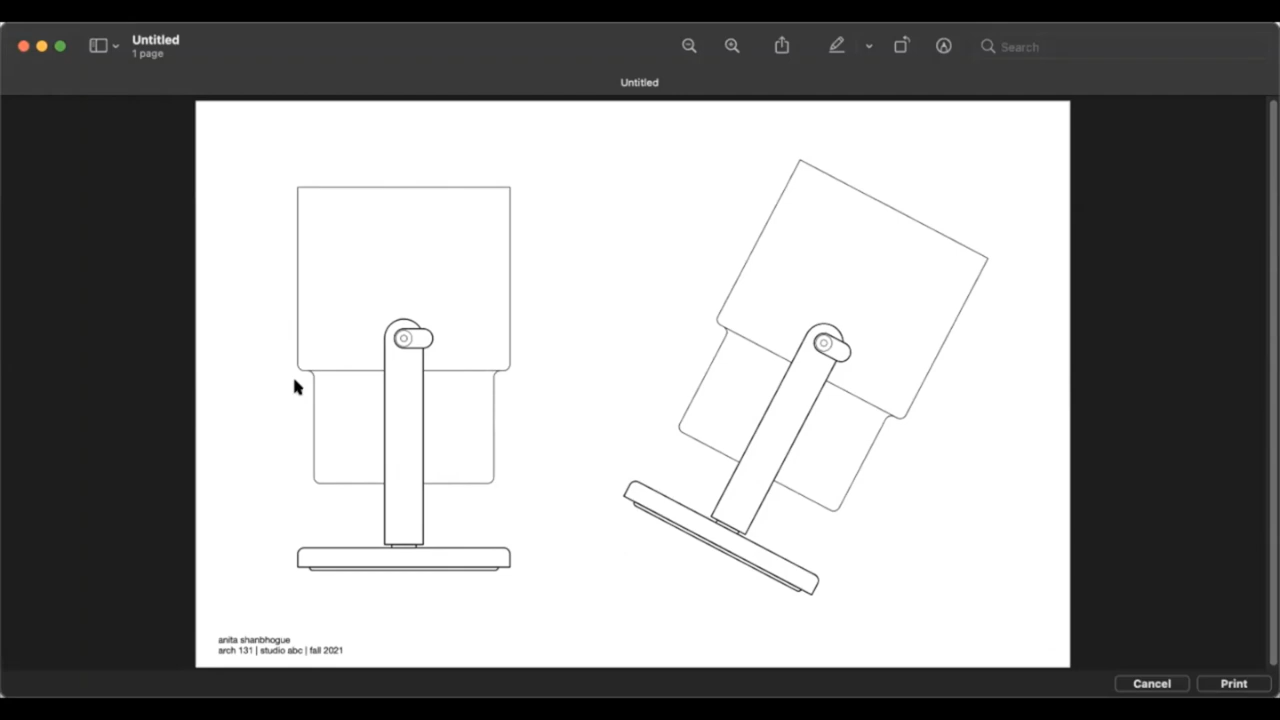 Untitled
1 page
Search
Untitled
anita shanbhogue
arch 131 | studio abc | fall 2021
Cancel
Print